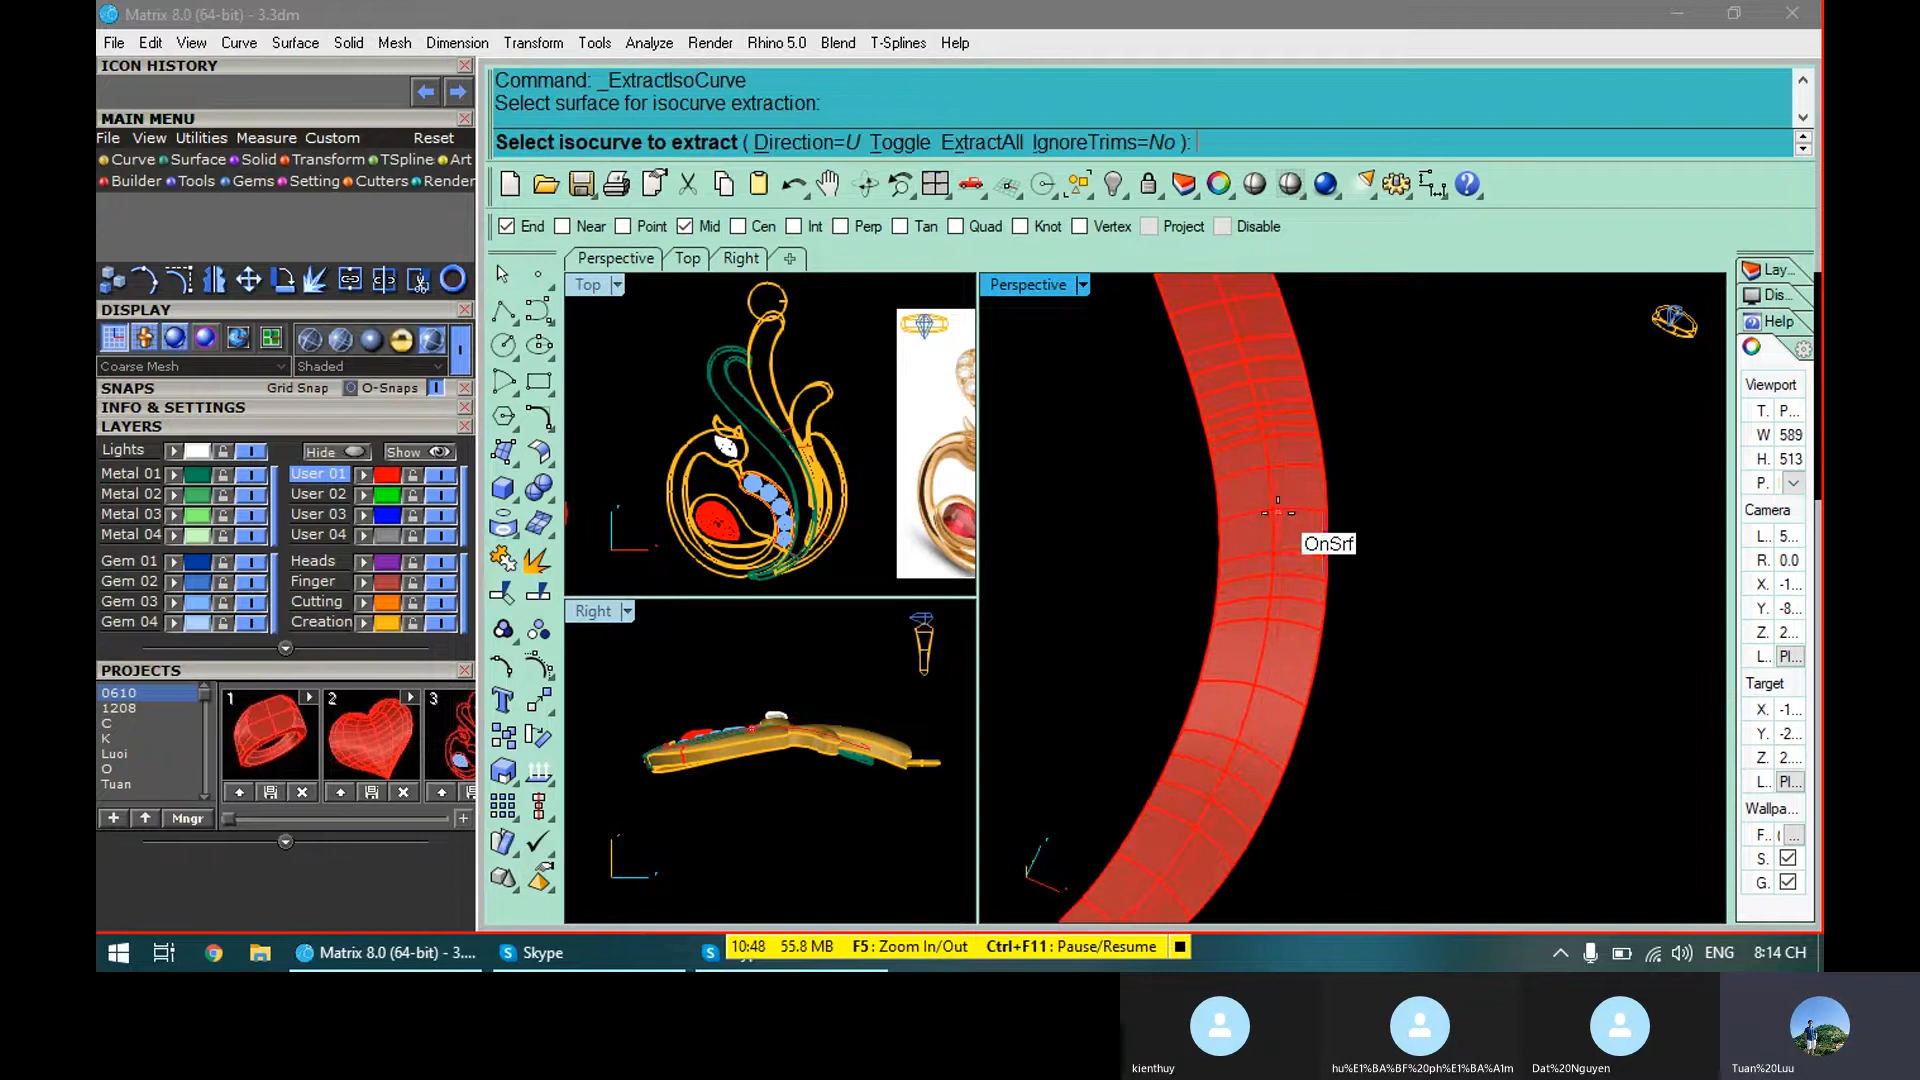 Matrix 8.0 (64-bit) - 3.3dm
File Edit View Curve Surface Solid Mesh Dimension Transform Tools Analyze Render Rhino 5.0 Blend T-Splines Help
ICON HISTORY
MAIN MENU
File View Utilities Measure Custom Reset
Curve Surface Solid Transform TSpline Art
Builder Tools Gems Setting Cutters Render
Command: _ExtractIsoCurve
Select surface for isocurve extraction:
Select isocurve to extract ( Direction=U Toggle ExtractAll IgnoreTrims=No ):
End Near Point Mid Cen Int Perp Tan Quad Knot Vertex Project Disable
Perspective Top Right
DISPLAY
Coarse Mesh Shaded
SNAPS Grid Snap O-Snaps
INFO & SETTINGS
LAYERS
Lights Hide Show
Metal 01 User 01
Metal 02 User 02
Metal 03 User 03
Metal 04 User 04
Gem 01 Heads
Gem 02 Finger
Gem 03 Cutting
Gem 04 Creation
PROJECTS
0610
1208
C
K
Luoi
O
Tuan
1 2 3
Mngr
Top
Perspective
Right
OnSrf
Lay...
Dis...
Help
Viewport
T. P...
W 589
H. 513
P.
Camera
L.. 5...
R. 0.0
X. -1...
Y. -8...
Z. 2...
L.. Pl...
Target
X. -1...
Y. -2...
Z. 2....
L.. Pl...
Wallpa...
F.. ...
S.
G.
Matrix 8.0 (64-bit) - 3....
Skype
10:48 55.8 MB F5 : Zoom In/Out Ctrl+F11 : Pause/Resume
ENG 8:14 CH
kienthuy
hu%E1%BA%BF%20ph%E1%BA%A1m
Dat%20Nguyen
Tuan%20Luu